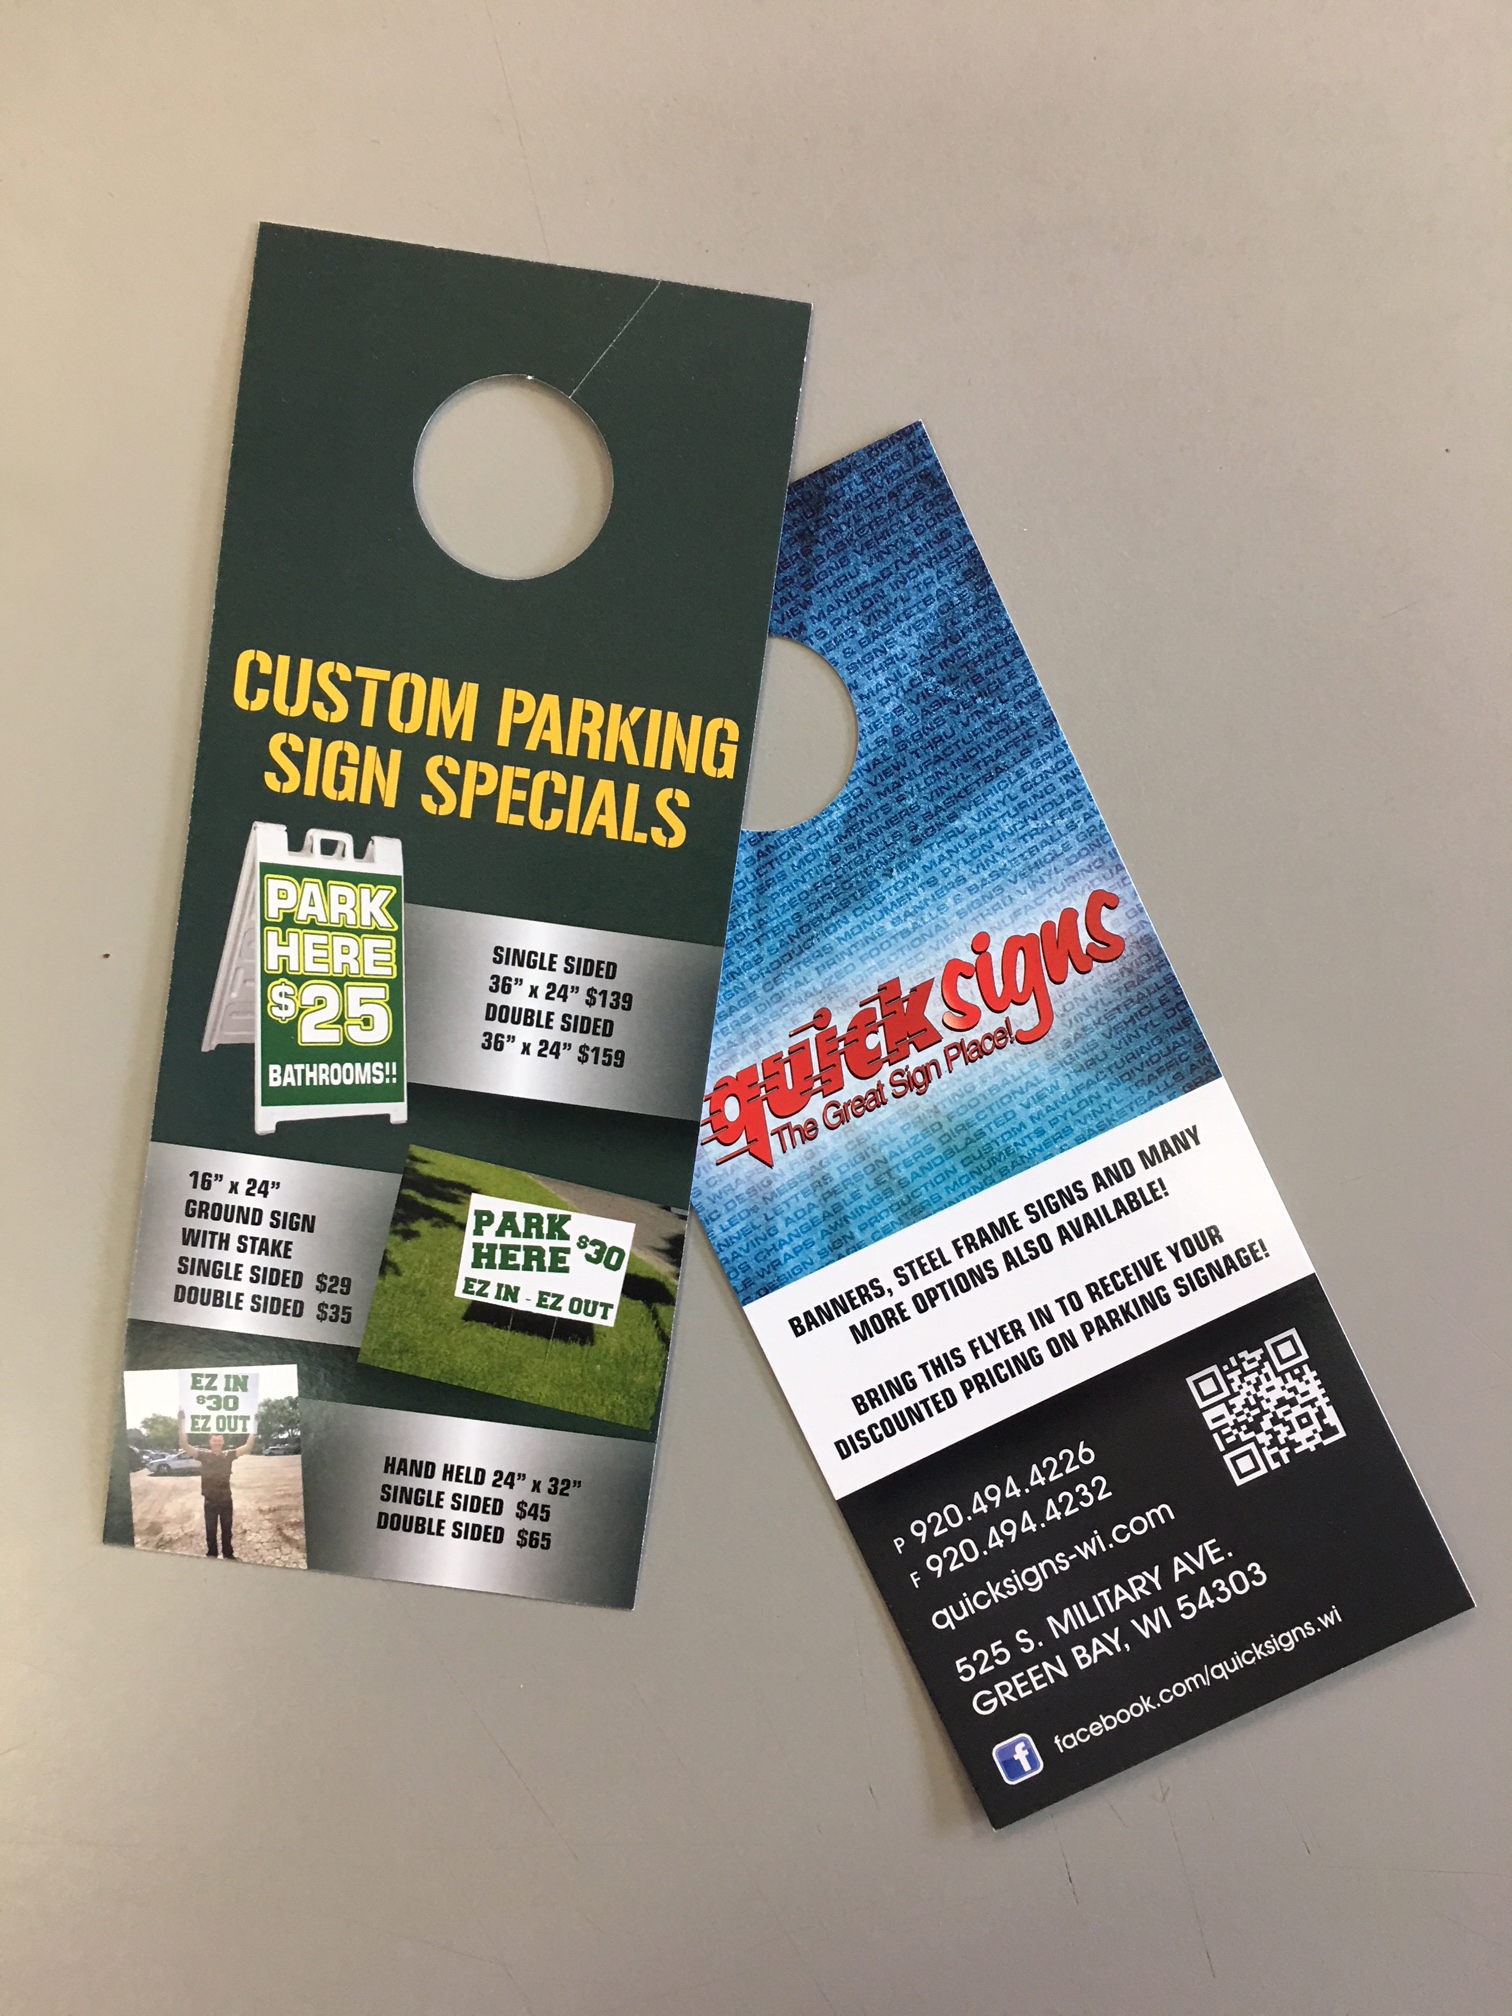 CUSTOM PARKING
SIGN SPECIALS
PARK
HERE
$25
BATHROOMS!!
SINGLE SIDED
36” x 24” $139
DOUBLE SIDED
36” x 24” $159
16” x 24”
GROUND SIGN
WITH STAKE
SINGLE SIDED $29
DOUBLE SIDED $35
PARK
HERE $30
EZ IN - EZ OUT
EZ IN
$30
EZ OUT
HAND HELD 24” x 32”
SINGLE SIDED $45
DOUBLE SIDED $65
quick signs
The Great Sign Place!
BANNERS, STEEL FRAME SIGNS AND MANY
MORE OPTIONS ALSO AVAILABLE!
BRING THIS FLYER IN TO RECEIVE YOUR
DISCOUNTED PRICING ON PARKING SIGNAGE!
P 920.494.4226
F 920.494.4232
quicksigns-wi.com
525 S. MILITARY AVE.
GREEN BAY, WI 54303
f facebook.com/quicksigns.wi